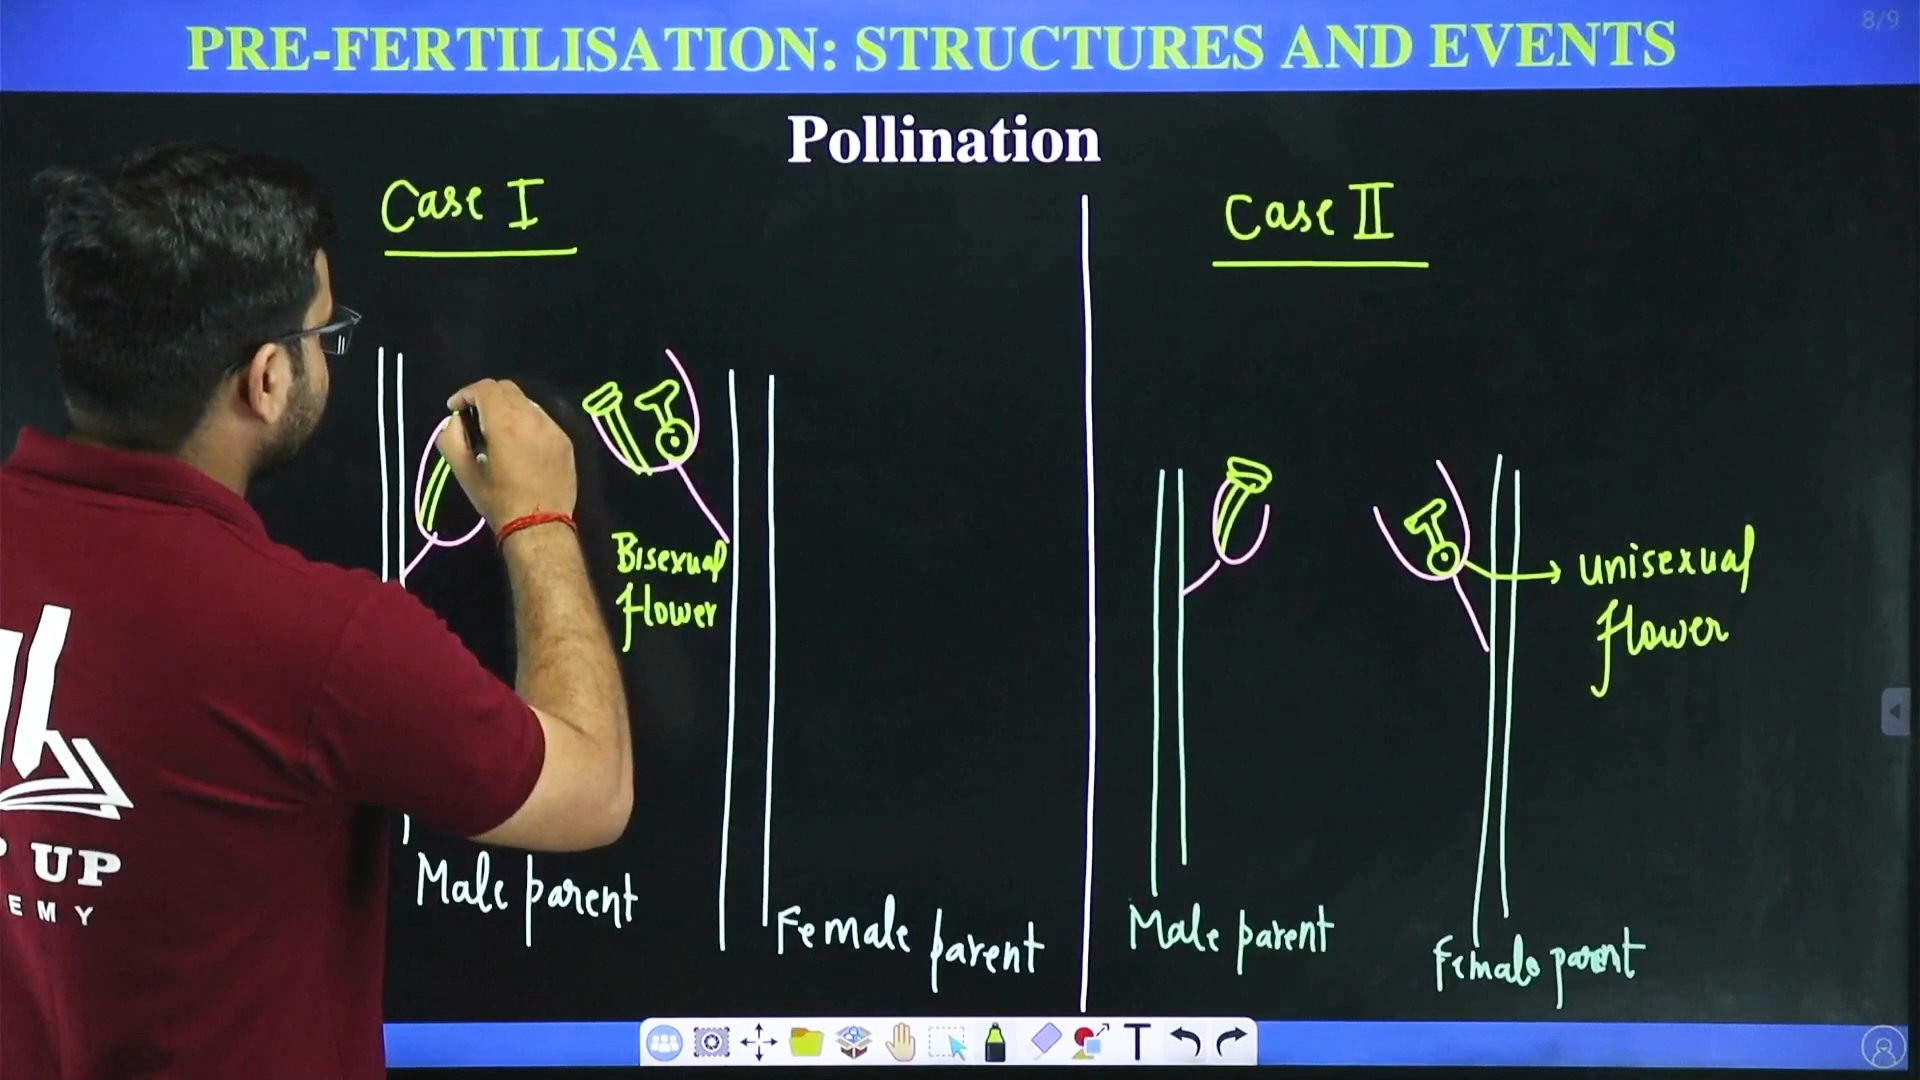 8/9
PRE-FERTILISATION: STRUCTURES AND EVENTS
Pollination
Case I
Case II
Bisexual
flower
unisexual
flower
Male parent
Female parent
Male parent
Female parent
UP
EMY
T